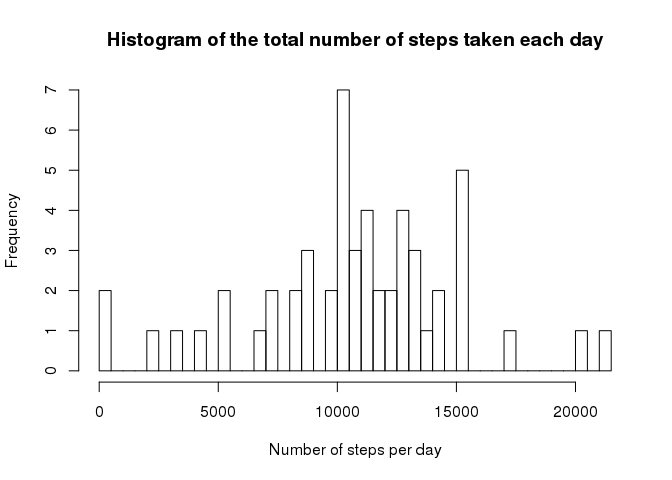 Histogram of the total number of steps taken each day
7
6
5
4
3
2
1
0
Frequency
0 5000 10000 15000 20000
Number of steps per day